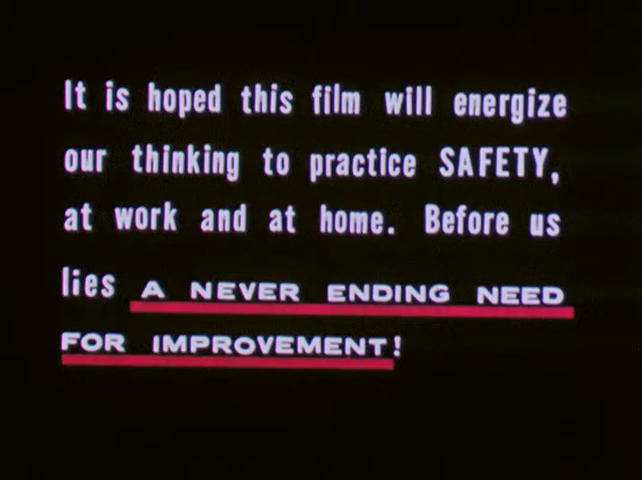 It is hoped this film will energize
our thinking to practice SAFETY,
at work and at home. Before us
lies A NEVER ENDING NEED
FOR IMPROVEMENT!